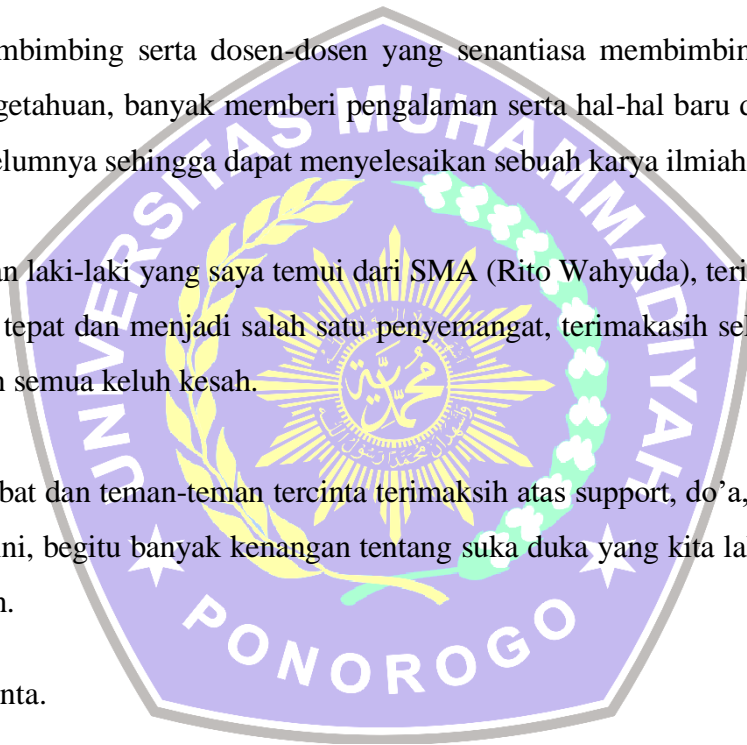 mbimbing serta dosen-dosen yang senantiasa membimbin
getahuan, banyak memberi pengalaman serta hal-hal baru d
elumnya sehingga dapat menyelesaikan sebuah karya ilmiah
an laki-laki yang saya temui dari SMA (Rito Wahyuda), teri
tepat dan menjadi salah satu penyemangat, terimakasih sel
n semua keluh kesah.
bat dan teman-teman tercinta terimaksih atas support, do’a,
ini, begitu banyak kenangan tentang suka duka yang kita la
n.
nta.
UNIVERSITAS MUHAMMADIYAH
PONOROGO
محمدية